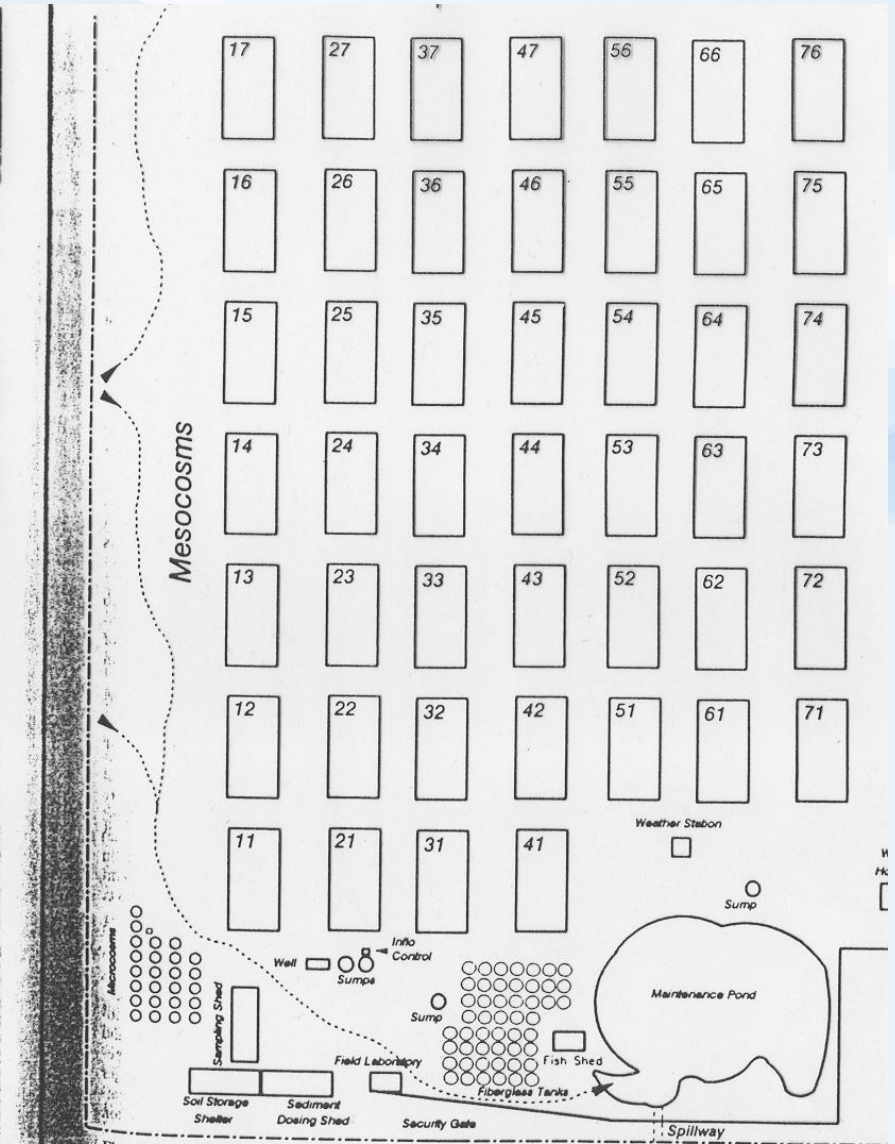 17 27 37 47 56 66 76
16 26 36 46 55 65 75
15 25 35 45 54 64 74
Mesocosms
14 24 34 44 53 63 73
13 23 33 43 52 62 72
12 22 32 42 51 61 71
Weather Station
11 21 31 41
Sump
Microcosms
Well
Inflo
Control
Sumps
Sampling Shed
Sump
Maintenance Pond
Fish Shed
Field Laboratory
Fiberglass Tanks
Soil Storage
Shelter
Sediment
Dosing Shed
Security Gate
Spillway